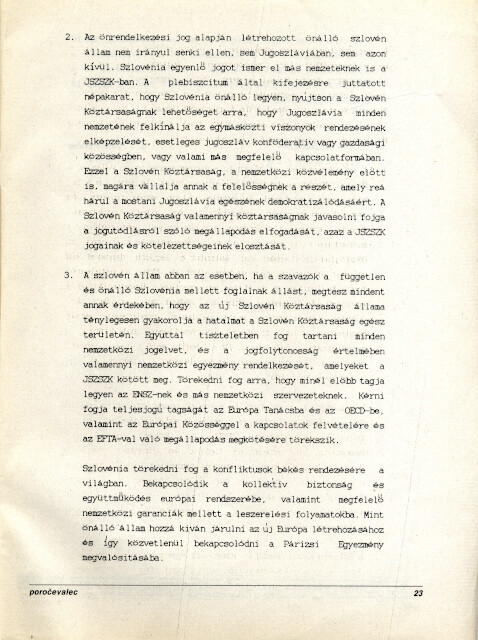 2. Az önrendelkezési jog alapján létrehozott önálló szlovén
állam nem irányul senki ellen, sem Jugoszláviában, sem azon
kívül. Szlovénia egyenlő jogot ismer el más nemzeteknek is a
JSZSZK-ban. A plebiszcitum által kifejezésre juttatott
népakarat, hogy Szlovénia önálló legyen, nyújtson a Szlovén
Köztársaságnak lehetőséget arra, hogy Jugoszlávia minden
nemzetének felkínálja az egymásközti viszonyok rendezésének
elképzelését, esetleges jugoszláv konföderatív vagy gazdasági
közösségben, vagy valami más megfelelő kapcsolatformában.
Ezzel a Szlovén Köztársaság, a nemzetközi közvélemény előtt
is, magára vállalja annak a felelősségnek a részét, amely reá
hárul a mostani Jugoszlávia egészének demokratizálódásáért. A
Szlovén Köztársaság valamennyi köztársaságnak javasolni fogja
a jogutódlásról szóló megállapodás elfogadását, azaz a JSZSZK
jogainak és kötelezettségeinek elosztását.
3. A szlovén állam abban az esetben, ha a szavazók a független
és önálló Szlovénia mellett foglalnak állást, megtesz mindent
annak érdekében, hogy az új Szlovén Köztársaság állama
ténylegesen gyakorolja a hatalmat a Szlovén Köztársaság egész
területén. Egyúttal tiszteletben fog tartani minden
nemzetközi jogelvet, és a jogfolytonosság értelmében
valamennyi nemzetközi egyezmény rendelkezését, amelyeket a
JSZSZK kötött meg. Törekedni fog arra, hogy minél előbb tagja
legyen az ENSZ-nek és más nemzetközi szervezeteknek. Kérni
fogja teljesjogú tagságát az Európa Tanácsba és az OECD-be,
valamint az Európai Közösséggel a kapcsolatok felvételére és
az EFTA-val való megállapodás megkötésére törekszik.
Szlovénia törekedni fog a konfliktusok békés rendezésére a
világban. Bekapcsolódik a kollektív biztonság és
együttműködés európai rendszerébe, valamint megfelelő
nemzetközi garanciák mellett a leszerelési folyamatokba. Mint
önálló állam hozzá kíván járulni az új Európa létrehozásához
és így közvetlenül bekapcsolódni a Párizsi Egyezmény
megvalósításába.
poročevalec 23